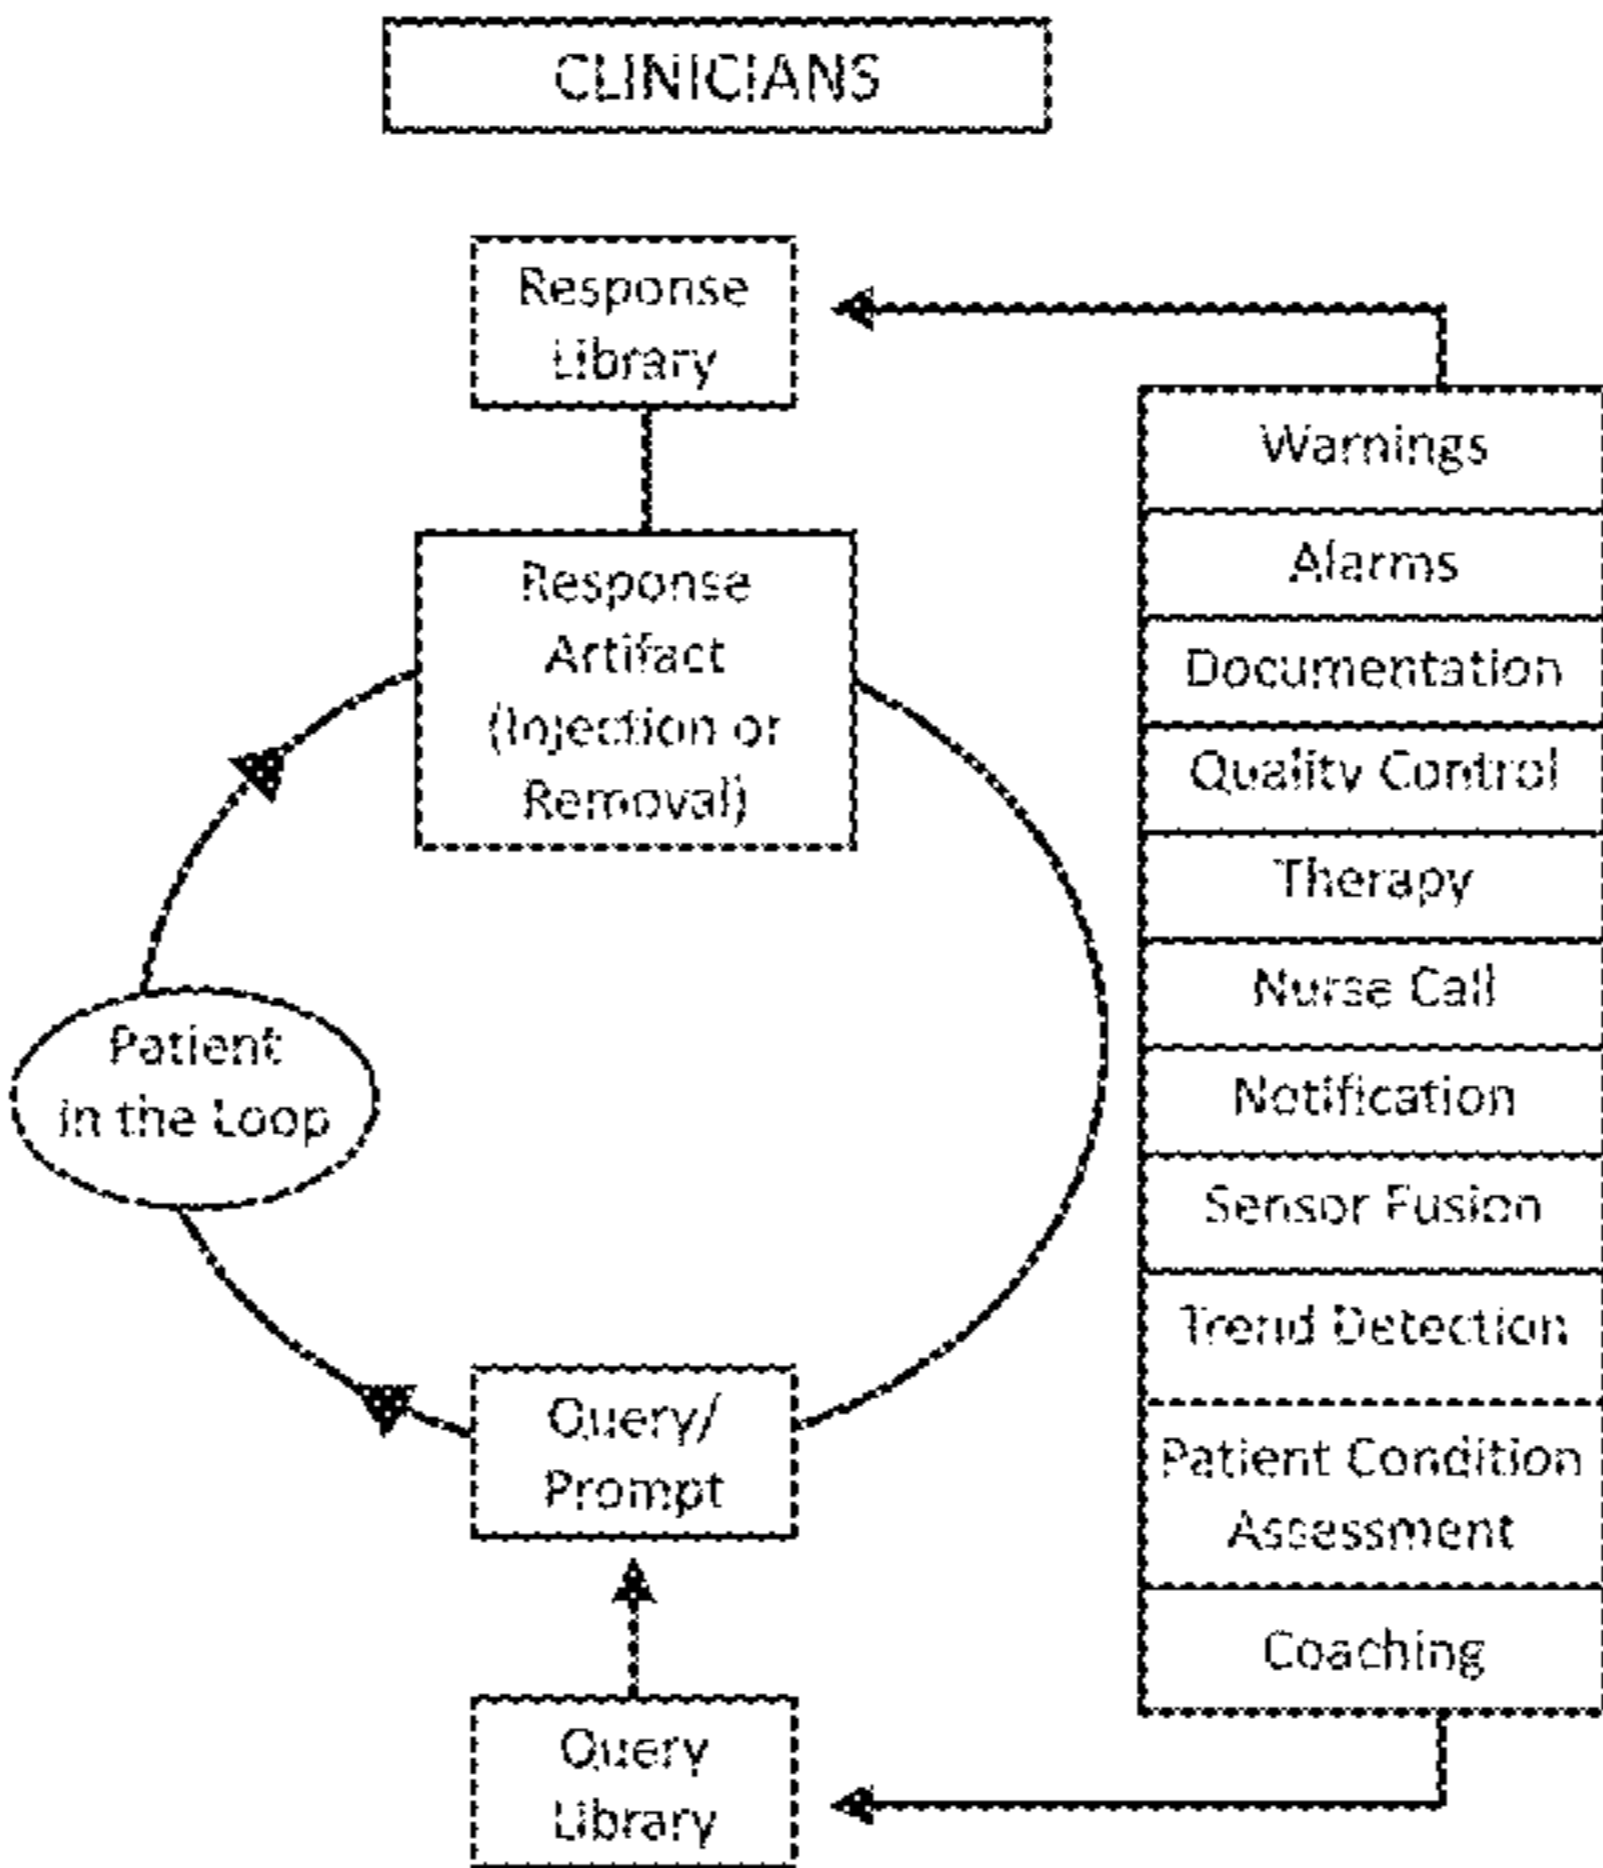 CLINICIANS
Response
Library
Response
Artifact
(Injection or
Removal)
Patient
in the Loop
Query/
Prompt
Query
Library
Warnings
Alarms
Documentation
Quality Control
Therapy
Nurse Call
Notification
Sensor Fusion
Trend Detection
Patient Condition
Assessment
Coaching